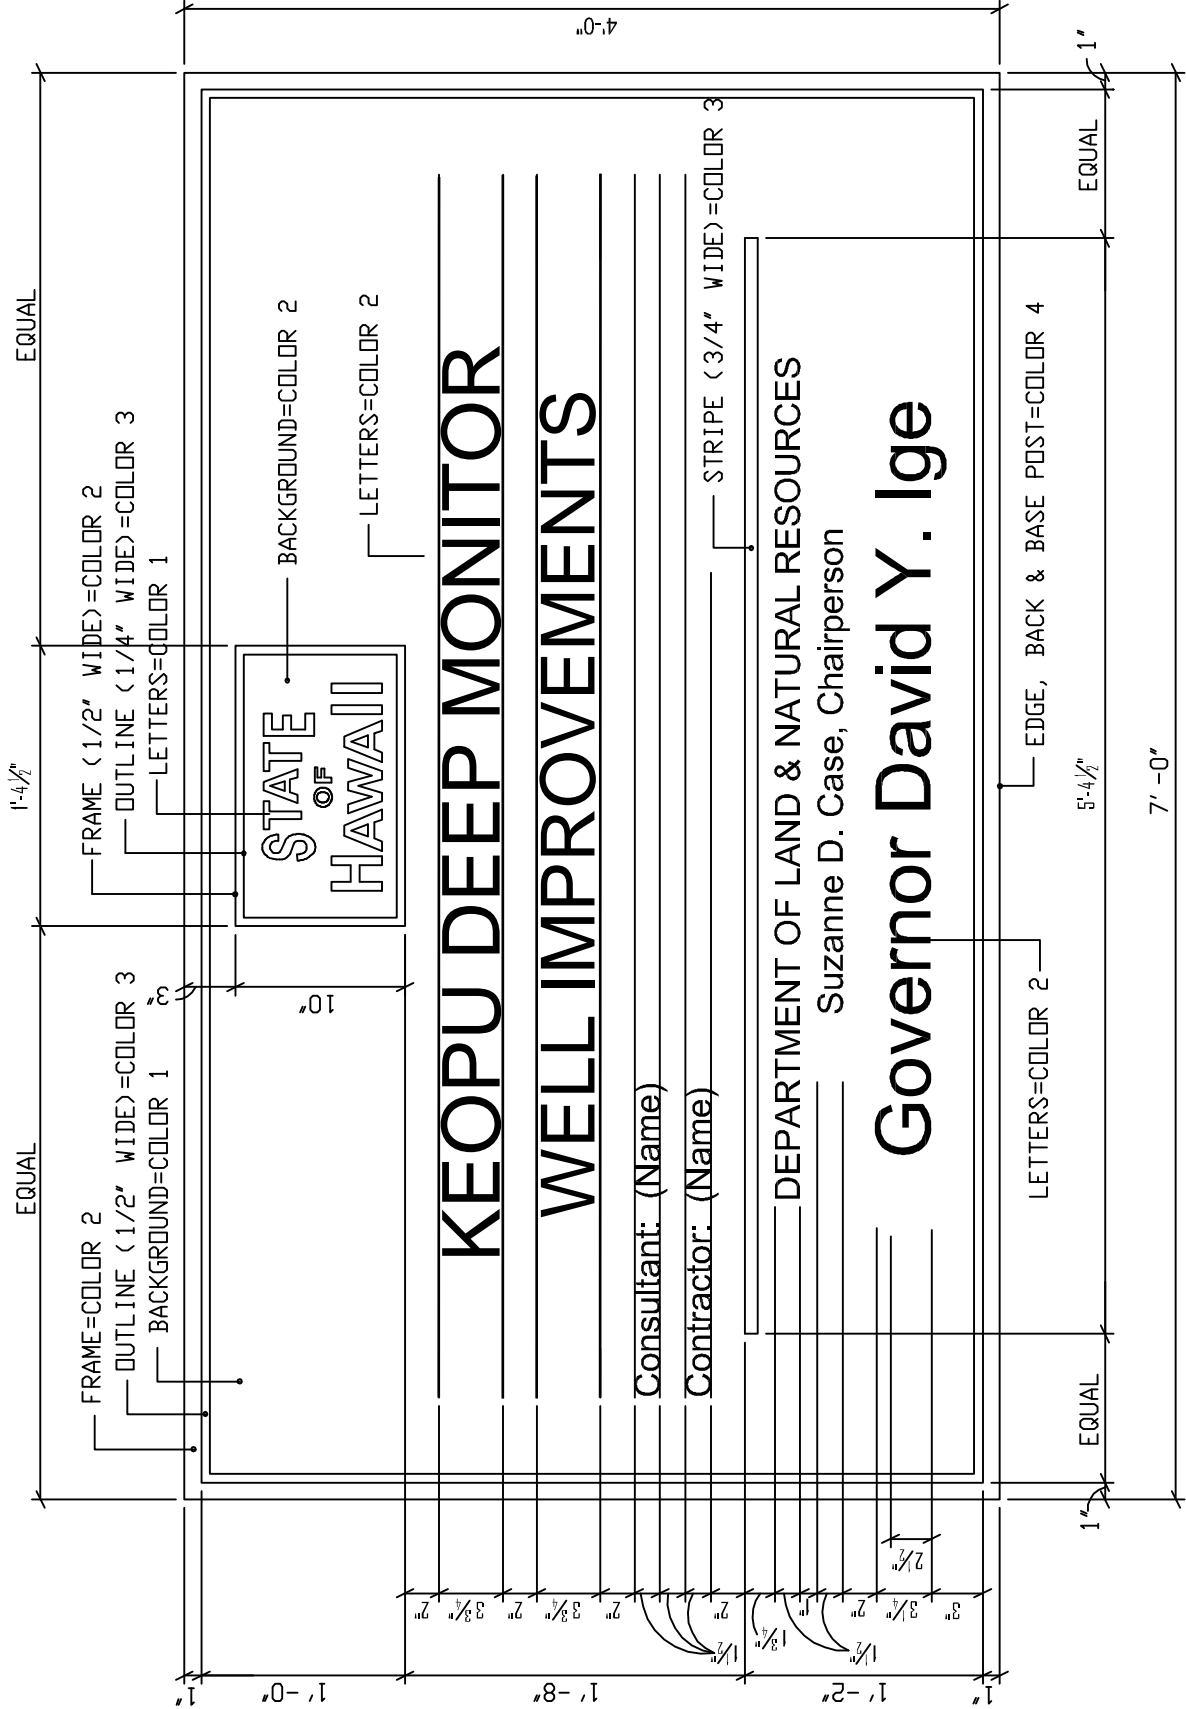 EQUAL
1'-4½"
EQUAL
FRAME=COLOR 2
OUTLINE (1/2" WIDE)=COLOR 3
BACKGROUND=COLOR 1
FRAME (1/2" WIDE)=COLOR 2
OUTLINE (1/4" WIDE)=COLOR 3
LETTERS=COLOR 1
BACKGROUND=COLOR 2
LETTERS=COLOR 2
3"
10"
STATE
OF
HAWAII
KEOPU DEEP MONITOR
WELL IMPROVEMENTS
Consultant: (Name)
Contractor: (Name)
STRIPE (3/4" WIDE)=COLOR 3
DEPARTMENT OF LAND & NATURAL RESOURCES
Suzanne D. Case, Chairperson
Governor David Y. Ige
LETTERS=COLOR 2
EDGE, BACK & BASE POST=COLOR 4
1"
1'-0"
1'-8"
1'-2"
1"
2"
3¾"
2"
3¾"
2"
1½"
2"
1¾"
1½"
1"
2"
3¼"
2½"
3"
4'-0"
1"
EQUAL
5'-4½"
EQUAL
1"
7'-0"